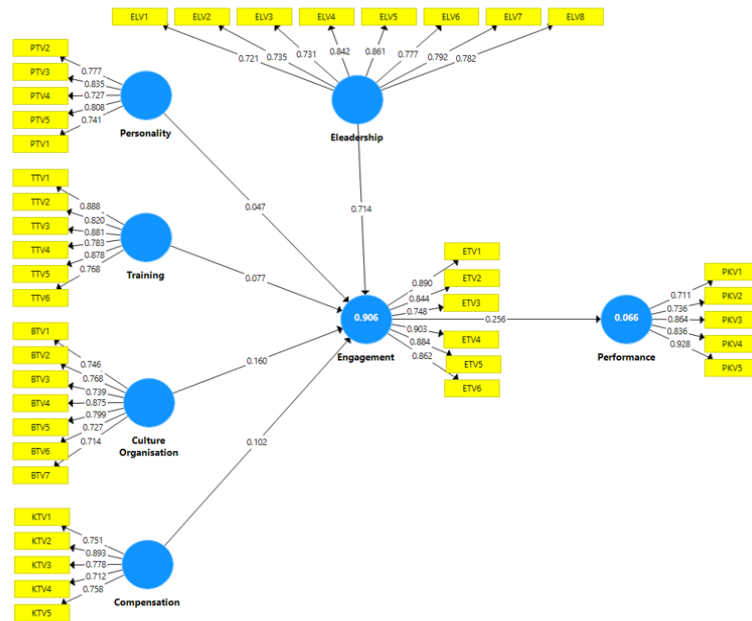 ELV1 ELV2 ELV3 ELV4 ELV5 ELV6 ELV7 ELV8
0.721 0.735 0.731 0.842 0.861 0.777 0.792 0.782
Eleadership
0.714
PTV2
PTV3
PTV4
PTV5
PTV1
0.777
0.835
0.727
0.808
0.741
Personality
0.047
TTV1
TTV2
TTV3
TTV4
TTV5
TTV6
0.888
0.820
0.881
0.783
0.878
0.768
Training
0.077
BTV1
BTV2
BTV3
BTV4
BTV5
BTV6
BTV7
0.746
0.768
0.739
0.875
0.799
0.727
0.714
Culture
Organisation
0.160
KTV1
KTV2
KTV3
KTV4
KTV5
0.751
0.893
0.778
0.712
0.758
Compensation
0.102
0.906
Engagement
0.890
0.844
0.748
0.903
0.884
0.862
ETV1
ETV2
ETV3
ETV4
ETV5
ETV6
0.256
0.066
Performance
0.711
0.736
0.864
0.836
0.928
PKV1
PKV2
PKV3
PKV4
PKV5